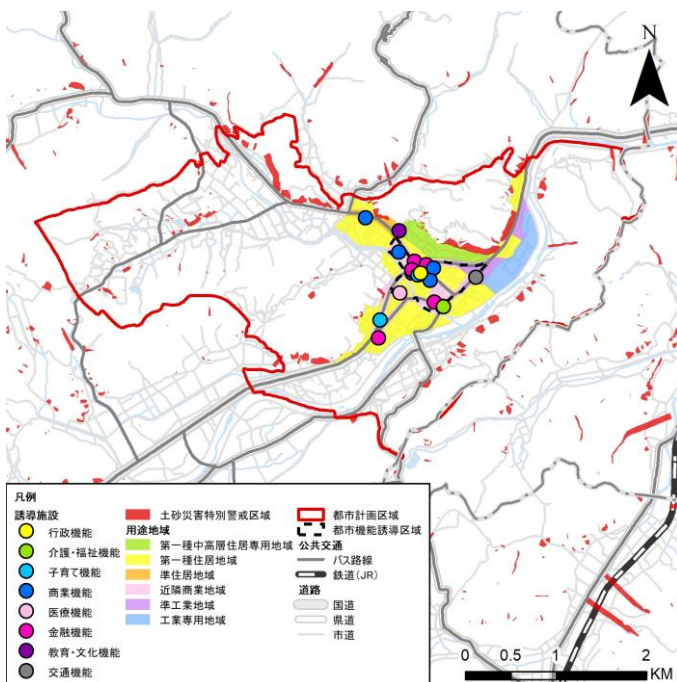 N
凡例
誘導施設
行政機能
介護・福祉機能
子育て機能
商業機能
医療機能
金融機能
教育・文化機能
交通機能
土砂災害特別警戒区域
用途地域
第一種中高層住居専用地域
第一種住居地域
準住居地域
近隣商業地域
準工業地域
工業専用地域
都市計画区域
都市機能誘導区域
公共交通
バス路線
鉄道(JR)
道路
国道
県道
市道
0 0.5 1 2
KM